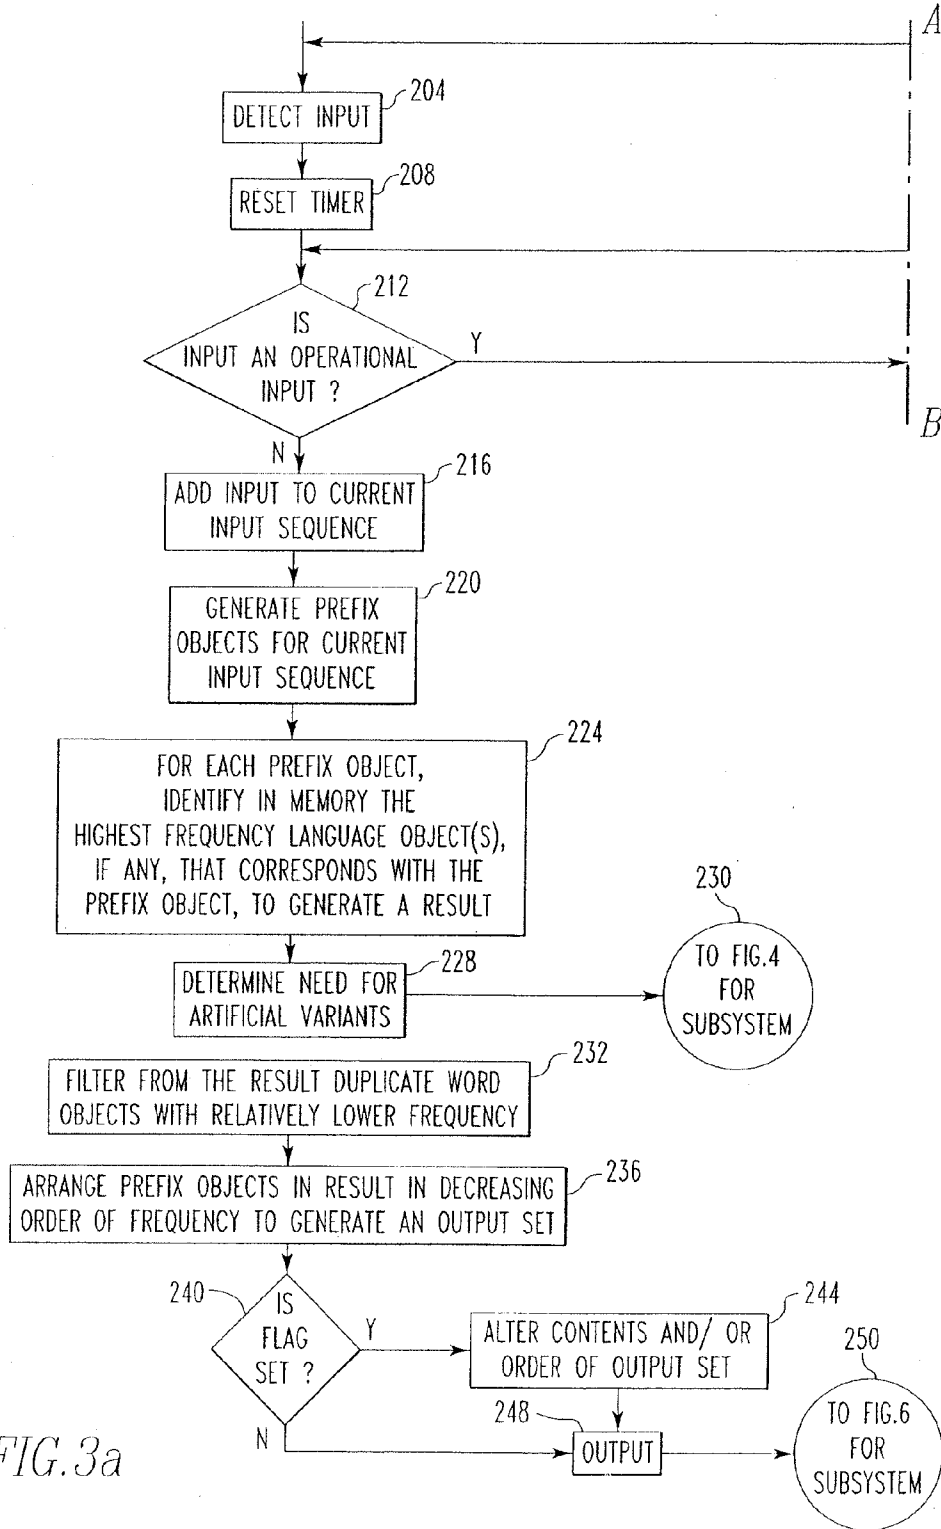 A
204
DETECT INPUT
208
RESET TIMER
212
IS
INPUT AN OPERATIONAL
INPUT ?
Y
B
N
216
ADD INPUT TO CURRENT
INPUT SEQUENCE
220
GENERATE PREFIX
OBJECTS FOR CURRENT
INPUT SEQUENCE
224
FOR EACH PREFIX OBJECT,
IDENTIFY IN MEMORY THE
HIGHEST FREQUENCY LANGUAGE OBJECT(S),
IF ANY, THAT CORRESPONDS WITH THE
PREFIX OBJECT, TO GENERATE A RESULT
228
DETERMINE NEED FOR
ARTIFICIAL VARIANTS
230
TO FIG.4
FOR
SUBSYSTEM
232
FILTER FROM THE RESULT DUPLICATE WORD
OBJECTS WITH RELATIVELY LOWER FREQUENCY
236
ARRANGE PREFIX OBJECTS IN RESULT IN DECREASING
ORDER OF FREQUENCY TO GENERATE AN OUTPUT SET
240
IS
FLAG
SET ?
Y
N
244
ALTER CONTENTS AND/ OR
ORDER OF OUTPUT SET
248
OUTPUT
250
TO FIG.6
FOR
SUBSYSTEM
FIG.3a